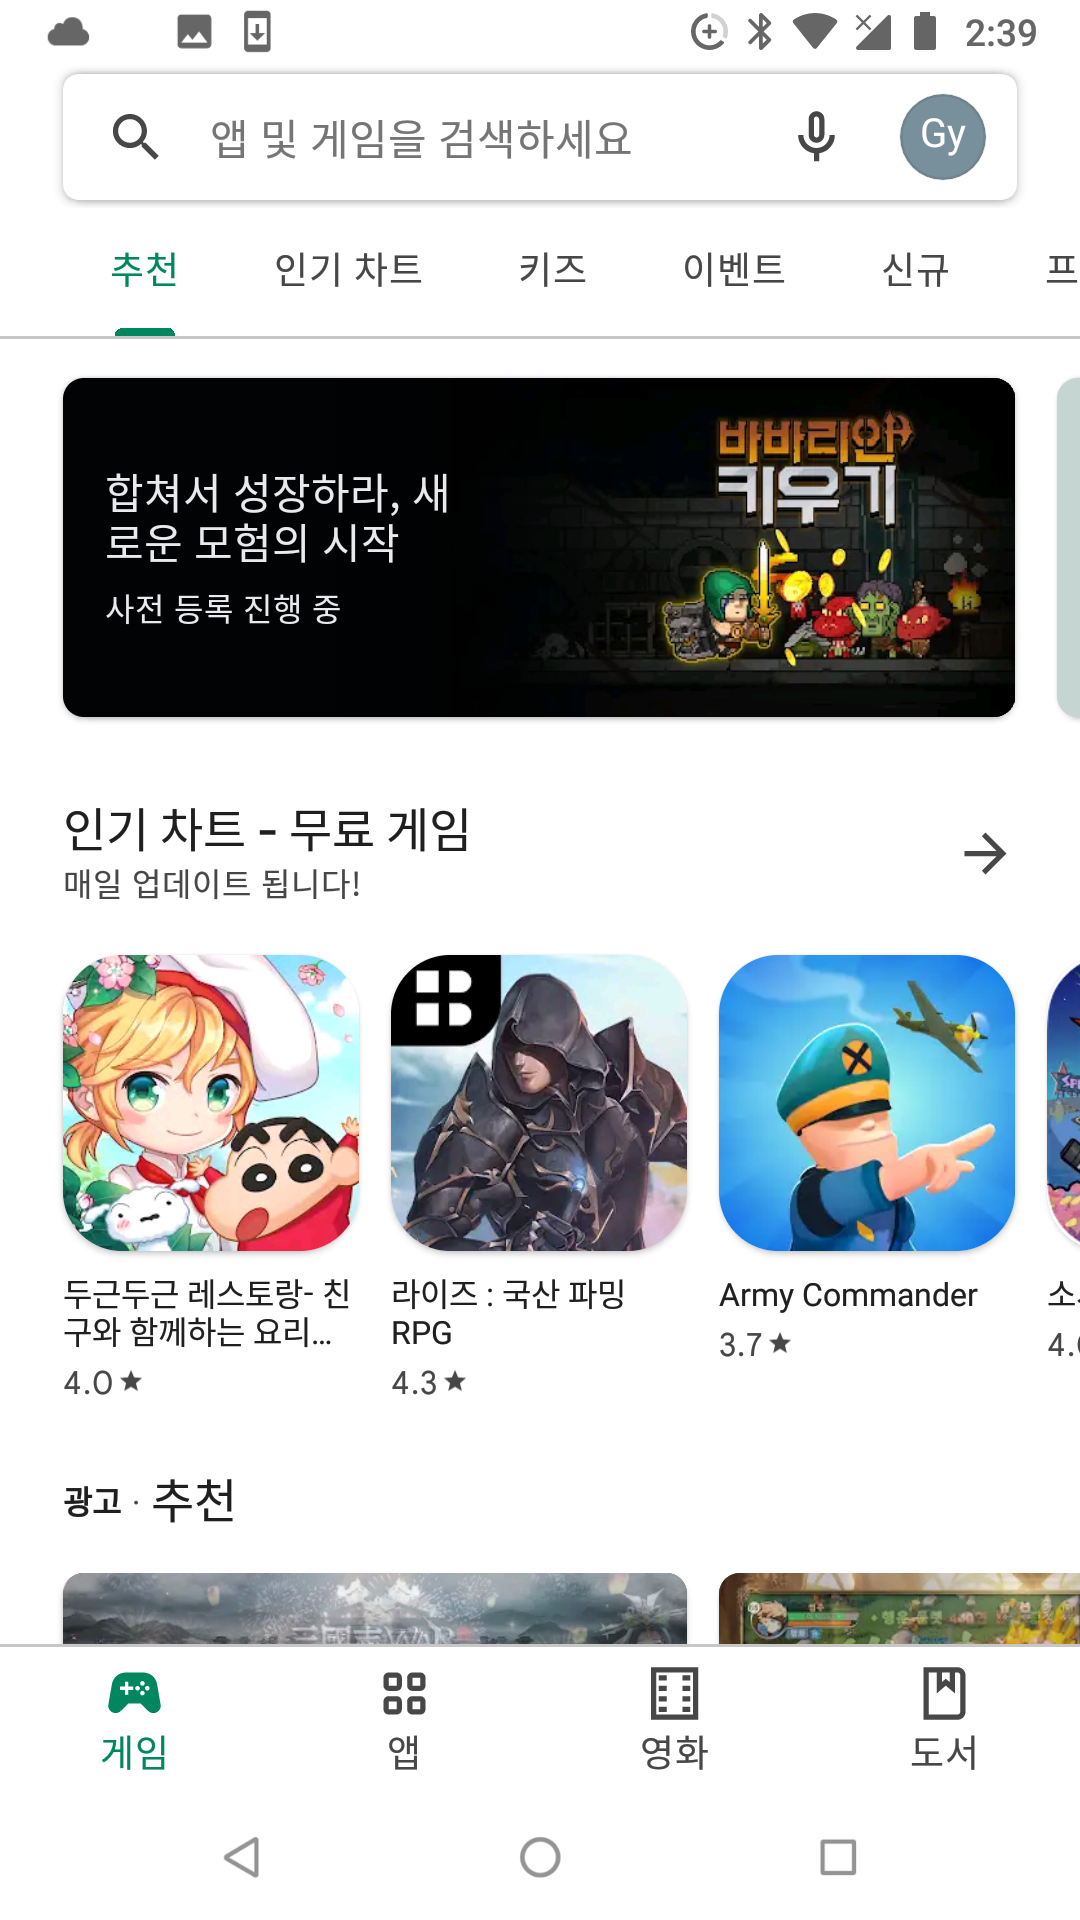 2:39
앱 및 게임을 검색하세요
Gy
추천 인기 차트 키즈 이벤트 신규 프
합쳐서 성장하라, 새
로운 모험의 시작
사전 등록 진행 중
바바리안
키우기
인기 차트 - 무료 게임
매일 업데이트 됩니다!
두근두근 레스토랑- 친
구와 함께하는 요리...
4.0★
라이즈 : 국산 파밍
RPG
4.3★
Army Commander
3.7★
4.
광고 · 추천
게임 앱 영화 도서